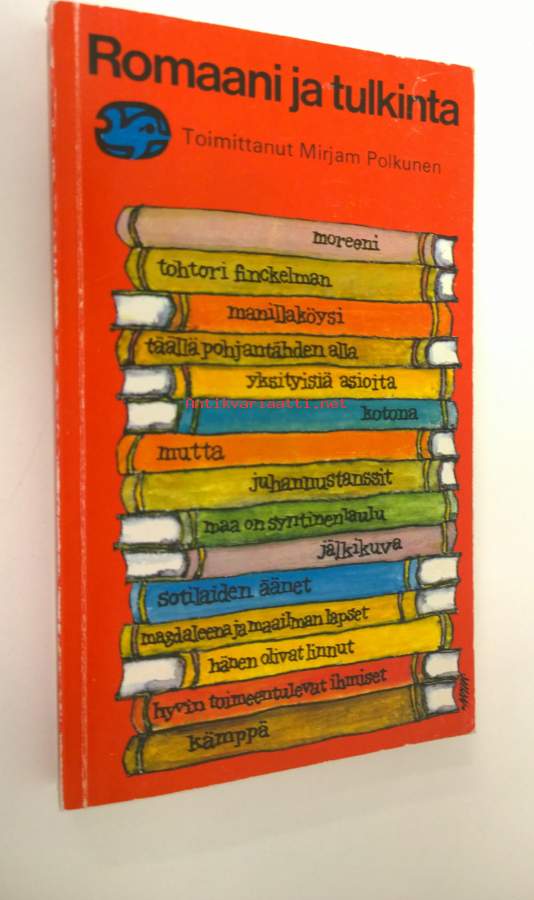 Romaani ja tulkinta
Toimittanut Mirjam Polkunen
moreeni
tohtori finckelman
manillaköysi
täällä pohjantähden alla
yksityisiä asioita
Antikvariaatti.net
kotona
mutta
juhannustanssit
maa on syntinen laulu
jälkikuva
sotilaiden äänet
magdaleena ja maailman lapset
hänen olivat linnut
hyvin toimeentulevat ihmiset
kämppä